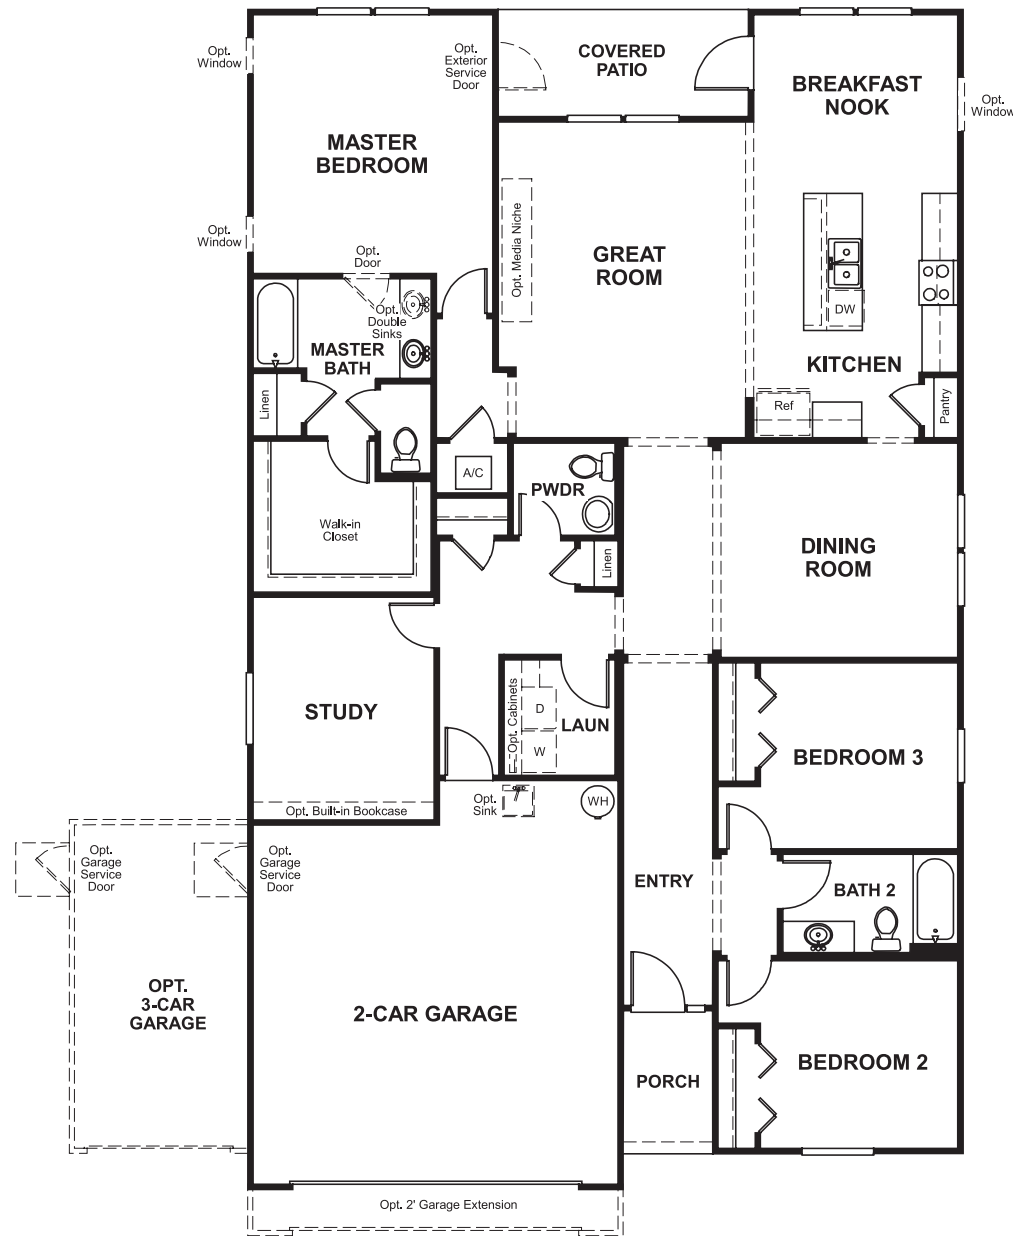 Opt.
Window
Opt.
Exterior
Service
Door
COVERED
PATIO
BREAKFAST
NOOK
Opt.
Window
MASTER
BEDROOM
Opt.
Window
Opt.
Door
Opt. Media Niche
GREAT
ROOM
Opt.
Double
Sinks
DW
MASTER
BATH
KITCHEN
Linen
Ref
Pantry
A/C
PWDR
Walk-in
Closet
Linen
DINING
ROOM
STUDY
Opt. Cabinets
D
W
LAUN
BEDROOM 3
Opt. Built-in Bookcase
Opt.
Sink
WH
Opt.
Garage
Service
Door
Opt.
Garage
Service
Door
ENTRY
BATH 2
OPT.
3-CAR
GARAGE
2-CAR GARAGE
PORCH
BEDROOM 2
Opt. 2' Garage Extension